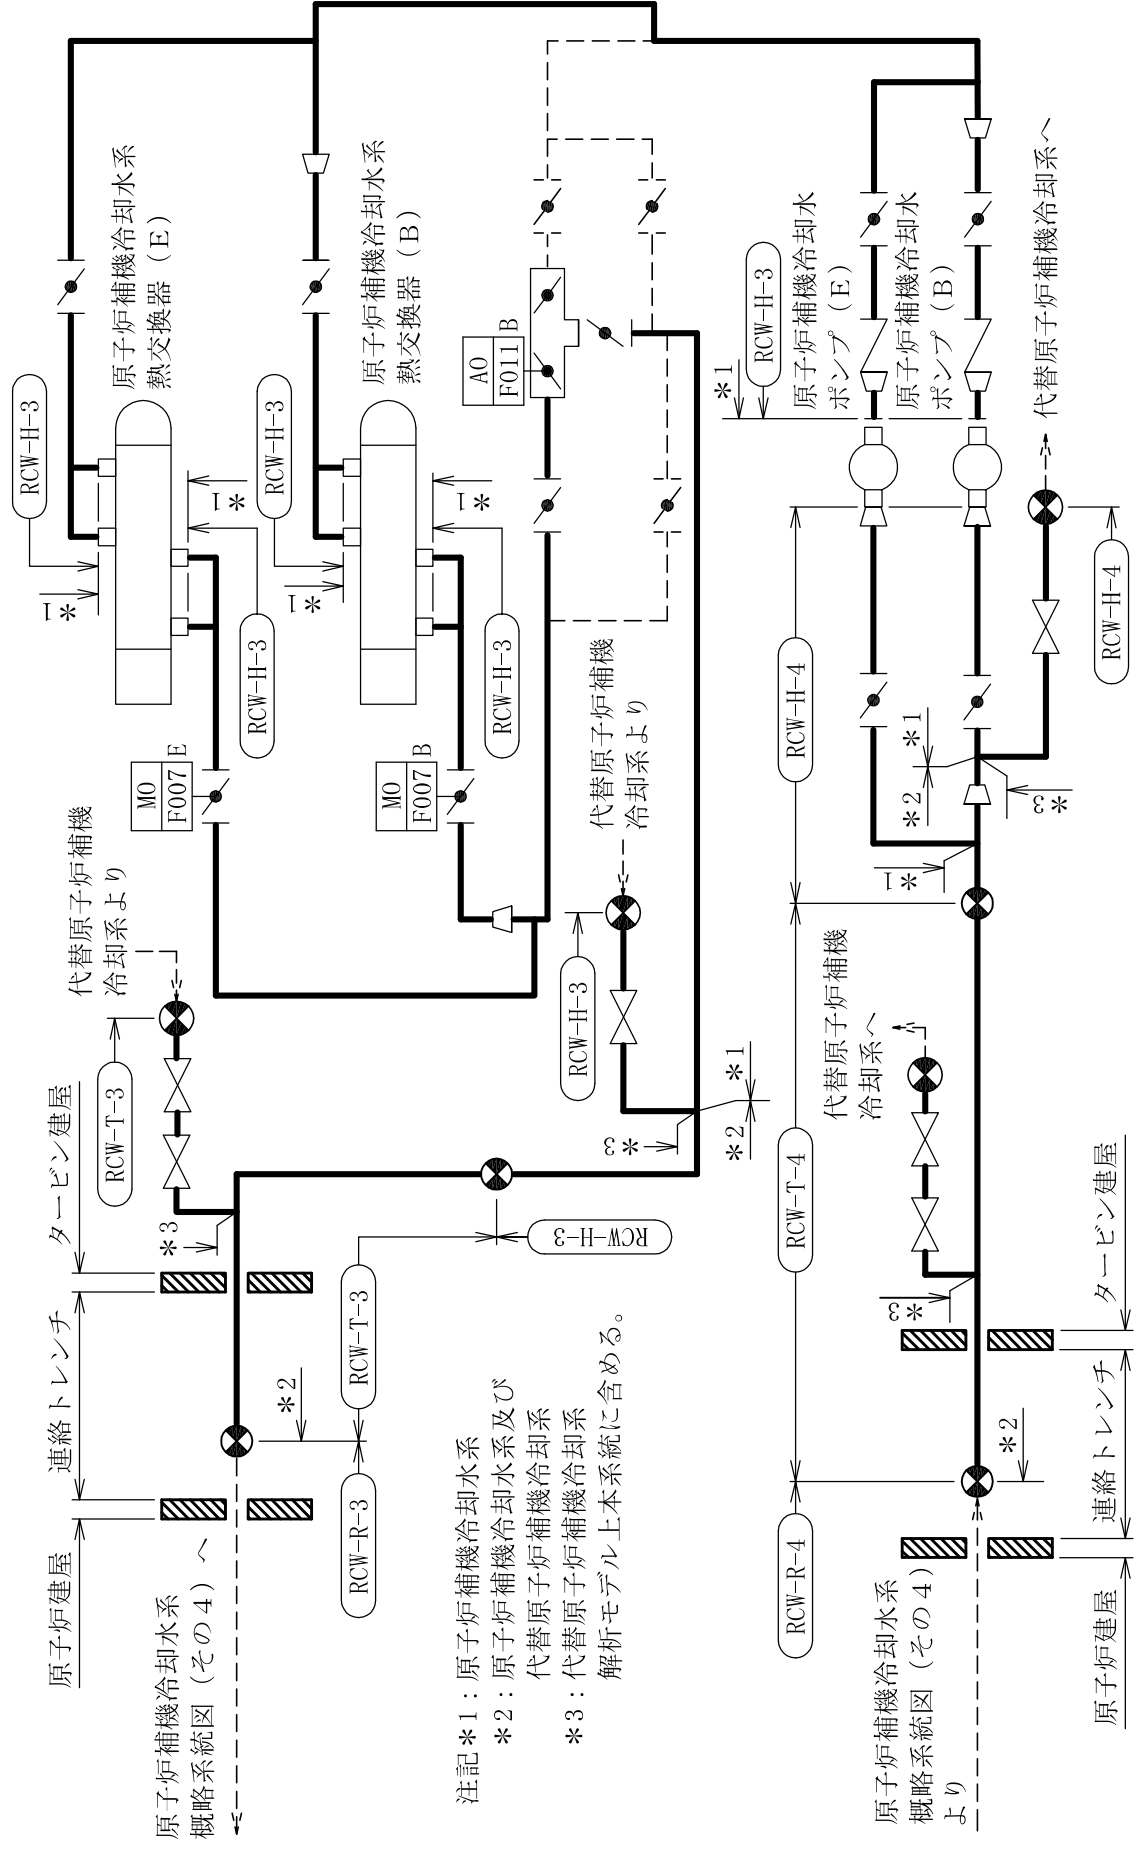 原子炉建屋
連絡トレンチ
タービン建屋
原子炉補機冷却水系
概略系統図（その４）へ
代替原子炉補機
冷却系より
RCW-T-3
＊3
MO
F007
E
原子炉補機冷却水系
熱交換器（Ｅ）
RCW-H-3
＊1
RCW-H-3
＊1
MO
F007
B
原子炉補機冷却水系
熱交換器（Ｂ）
RCW-H-3
＊1
RCW-H-3
＊1
AO
F011
B
＊2
RCW-R-3
RCW-T-3
RCW-H-3
RCW-H-3
代替原子炉補機
冷却系より
＊3
＊2
＊1
注記＊1：原子炉補機冷却水系
＊2：原子炉補機冷却水系及び
代替原子炉補機冷却系
＊3：代替原子炉補機冷却系
解析モデル上本系統に含める。
RCW-R-4
RCW-T-4
RCW-H-4
RCW-H-3
＊1
原子炉補機冷却水
ポンプ（Ｅ）
原子炉補機冷却水
ポンプ（Ｂ）
代替原子炉補機
冷却系へ
＊3
＊1
＊2
＊1
＊3
代替原子炉補機冷却系へ
RCW-H-4
原子炉補機冷却水系
概略系統図（その４）
より
＊2
原子炉建屋
連絡トレンチ
タービン建屋